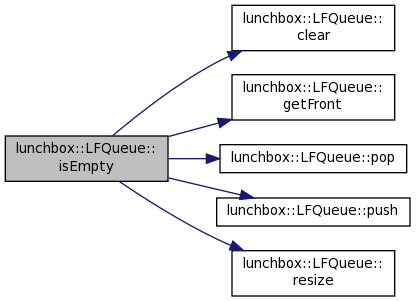 lunchbox::LFQueue::
isEmpty
lunchbox::LFQueue::
clear
lunchbox::LFQueue::
getFront
lunchbox::LFQueue::pop
lunchbox::LFQueue::push
lunchbox::LFQueue::
resize